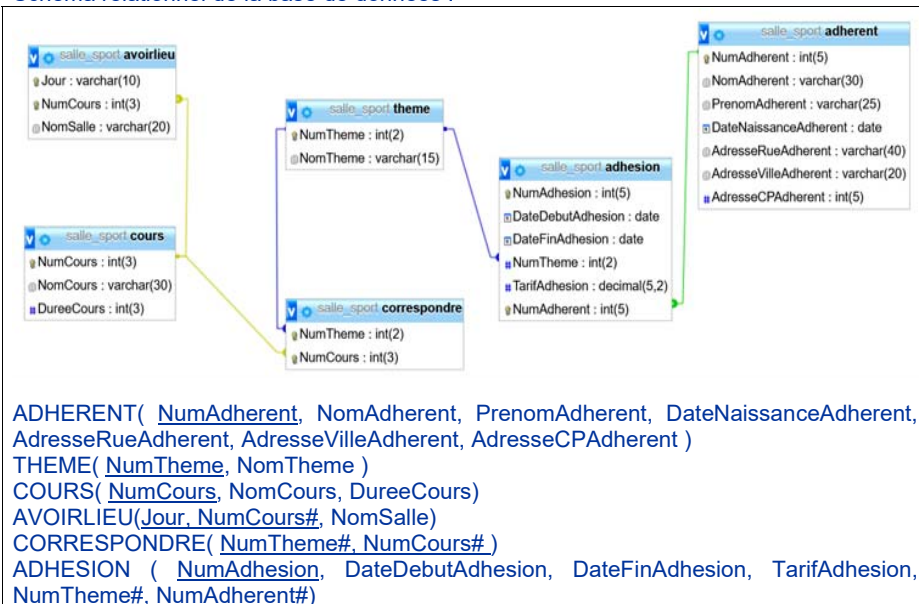 Schéma relationnel de la base de données :
salle_sport avoirlieu
Jour : varchar(10)
NumCours : int(3)
NomSalle : varchar(20)
salle_sport cours
NumCours : int(3)
NomCours : varchar(30)
DureeCours : int(3)
salle_sport theme
NumTheme : int(2)
NomTheme : varchar(15)
salle_sport correspondre
NumTheme : int(2)
NumCours : int(3)
salle_sport adhesion
NumAdhesion : int(5)
DateDebutAdhesion : date
DateFinAdhesion : date
NumTheme : int(2)
TarifAdhesion : decimal(5,2)
NumAdherent : int(5)
salle_sport adherent
NumAdherent : int(5)
NomAdherent : varchar(30)
PrenomAdherent : varchar(25)
DateNaissanceAdherent : date
AdresseRueAdherent : varchar(40)
AdresseVilleAdherent : varchar(20)
AdresseCPAdherent : int(5)
ADHERENT( NumAdherent, NomAdherent, PrenomAdherent, DateNaissanceAdherent,
AdresseRueAdherent, AdresseVilleAdherent, AdresseCPAdherent )
THEME( NumTheme, NomTheme )
COURS( NumCours, NomCours, DureeCours)
AVOIRLIEU(Jour, NumCours#, NomSalle)
CORRESPONDRE( NumTheme#, NumCours# )
ADHESION ( NumAdhesion, DateDebutAdhesion, DateFinAdhesion, TarifAdhesion,
NumTheme#, NumAdherent#)